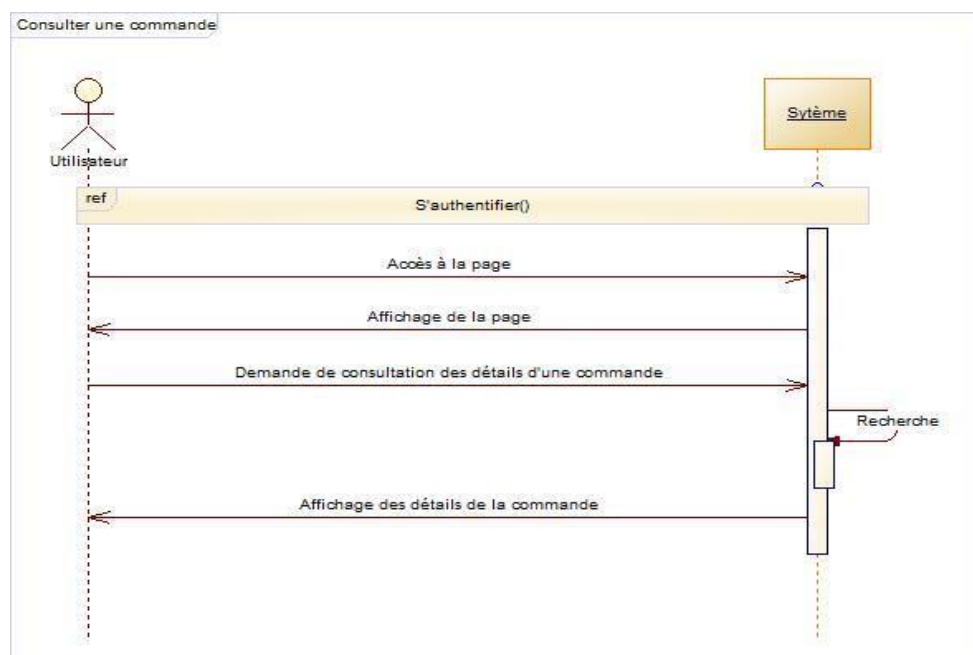 Consulter une commande
Sytème
Utilisateur
ref
S'authentifier()
Accès à la page
Affichage de la page
Demande de consultation des détails d'une commande
Recherche
Affichage des détails de la commande